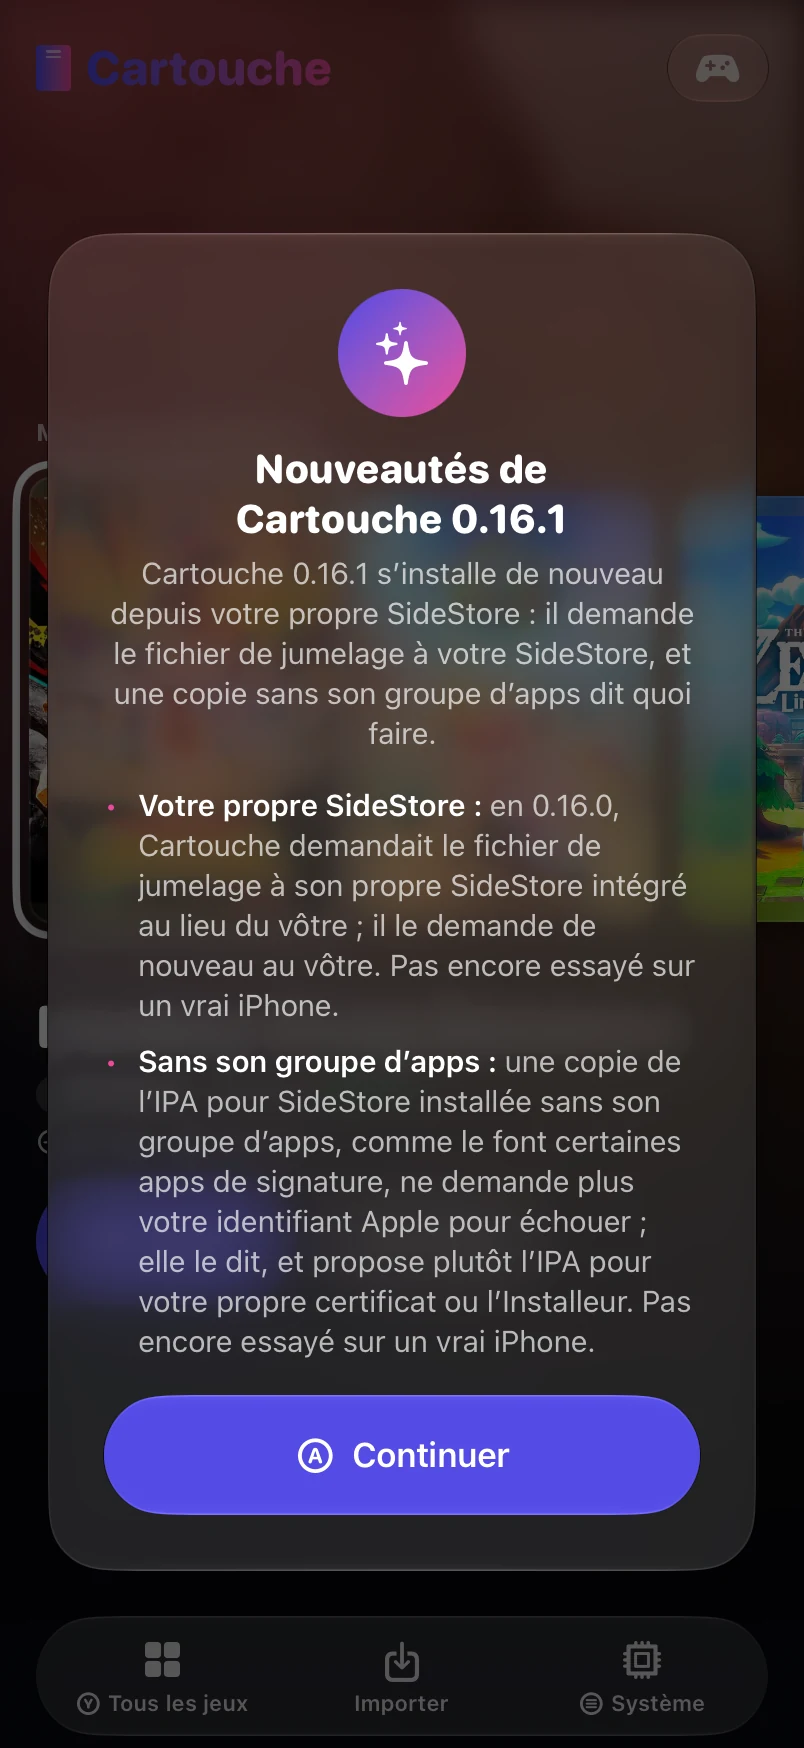 Cartouche
Nouveautés de
Cartouche 0.16.1
Cartouche 0.16.1 s’installe de nouveau
depuis votre propre SideStore : il demande
le fichier de jumelage à votre SideStore, et
une copie sans son groupe d’apps dit quoi
faire.
• Votre propre SideStore : en 0.16.0,
Cartouche demandait le fichier de
jumelage à son propre SideStore intégré
au lieu du vôtre ; il le demande de
nouveau au vôtre. Pas encore essayé sur
un vrai iPhone.
• Sans son groupe d’apps : une copie de
l’IPA pour SideStore installée sans son
groupe d’apps, comme le font certaines
apps de signature, ne demande plus
votre identifiant Apple pour échouer ;
elle le dit, et propose plutôt l’IPA pour
votre propre certificat ou l’Installeur. Pas
encore essayé sur un vrai iPhone.
A Continuer
Y Tous les jeux
Importer
Système